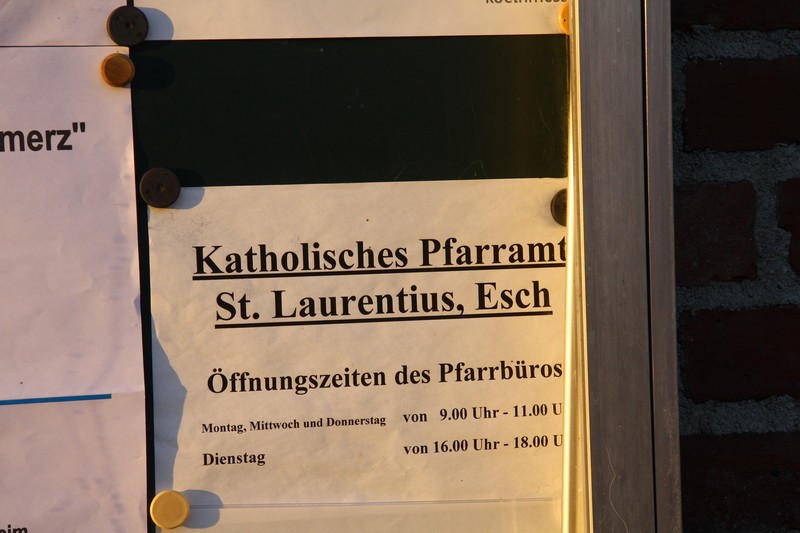 merz"
Katholisches Pfarramt
St. Laurentius, Esch
Öffnungszeiten des Pfarrbüros
Montag, Mittwoch und Donnerstag von 9.00 Uhr - 11.00 U
Dienstag von 16.00 Uhr - 18.00 U